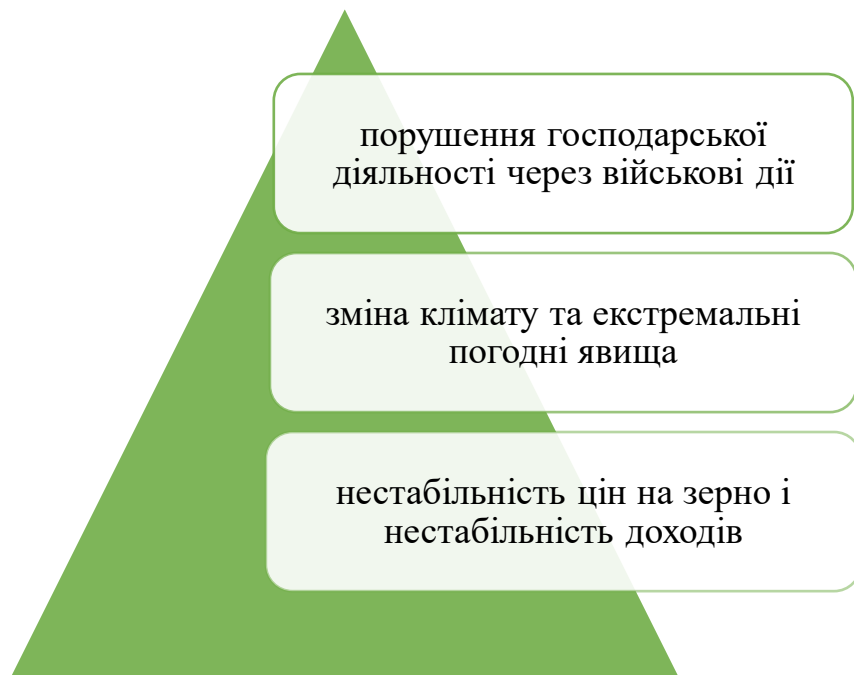 порушення господарської
діяльності через військові дії
зміна клімату та екстремальні
погодні явища
нестабільність цін на зерно і
нестабільність доходів